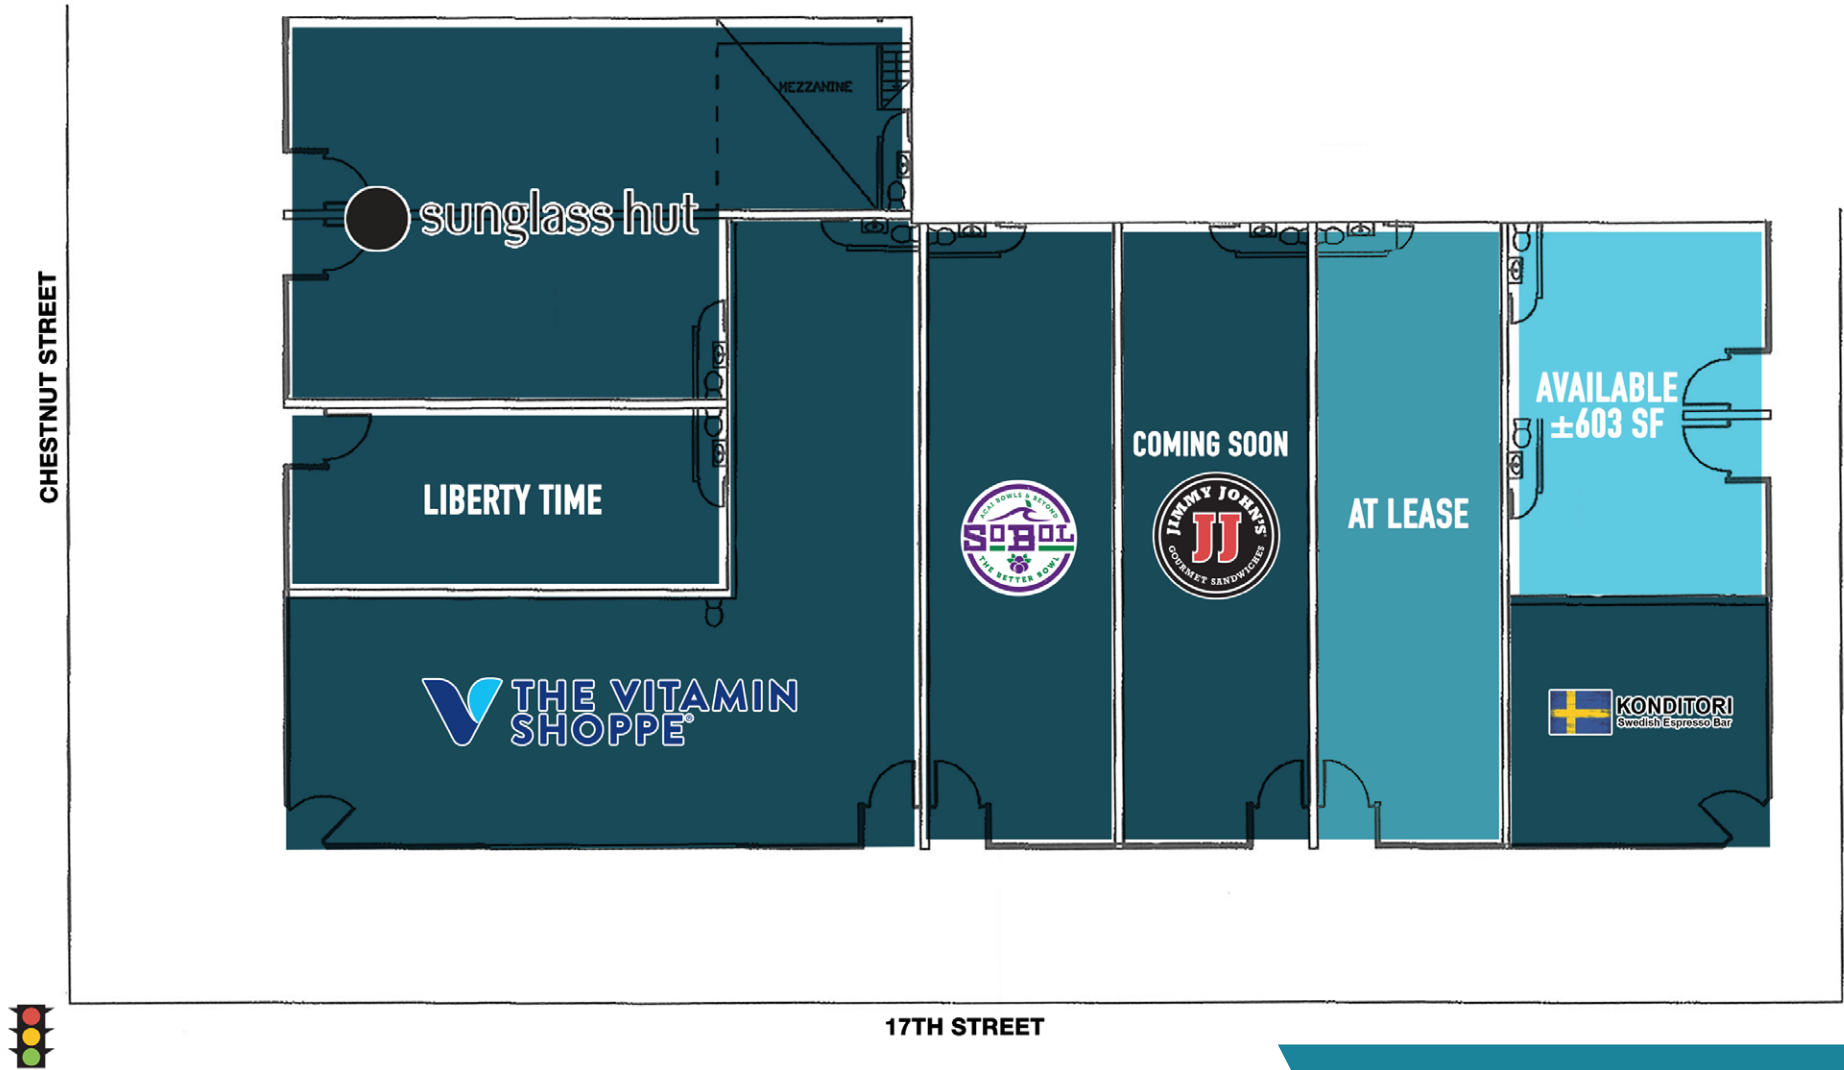 MEZZANINE
sunglass hut
CHESTNUT STREET
LIBERTY TIME
THE VITAMIN
SHOPPE®
ACAI BOWLS & BEYOND
SOBOL
THE BETTER BOWL
COMING SOON
JIMMY JOHN'S
JJ
GOURMET SANDWICHES
AT LEASE
AVAILABLE
±603 SF
KONDITORI
Swedish Espresso Bar
17TH STREET